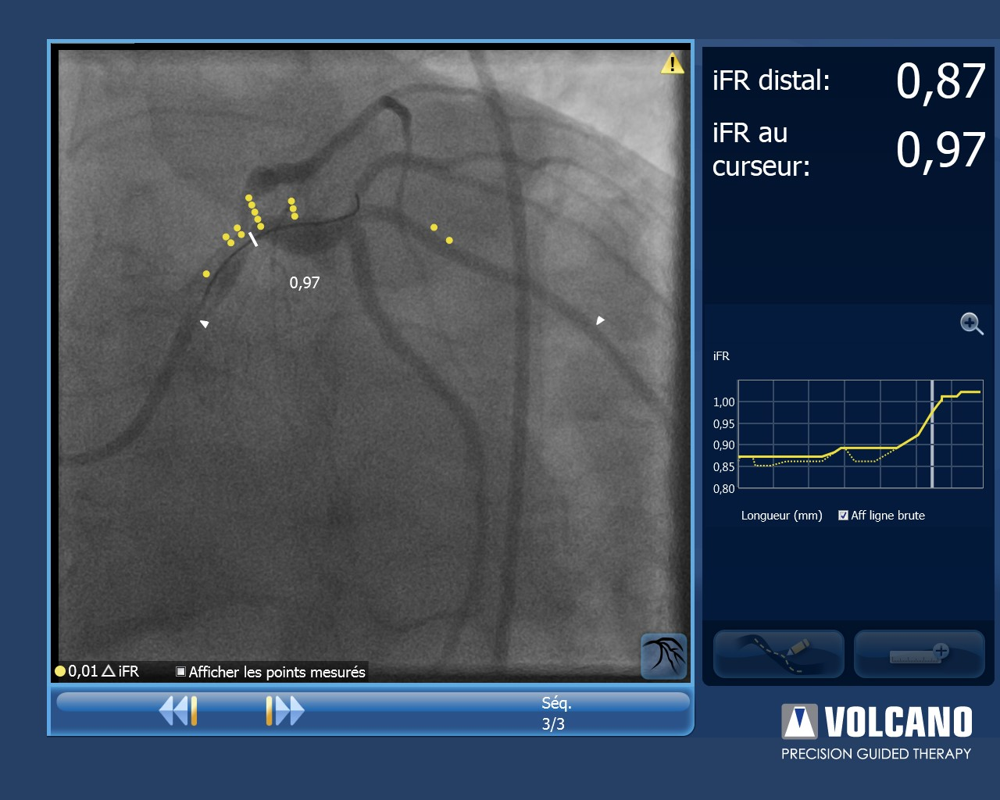 iFR distal: 0,87
iFR au
curseur: 0,97
0,97
iFR
1,00
0,95
0,90
0,85
0,80
Longueur (mm) Aff ligne brute
0,01 iFR Afficher les points mesurés
Séq.
3/3
VOLCANO
PRECISION GUIDED THERAPY